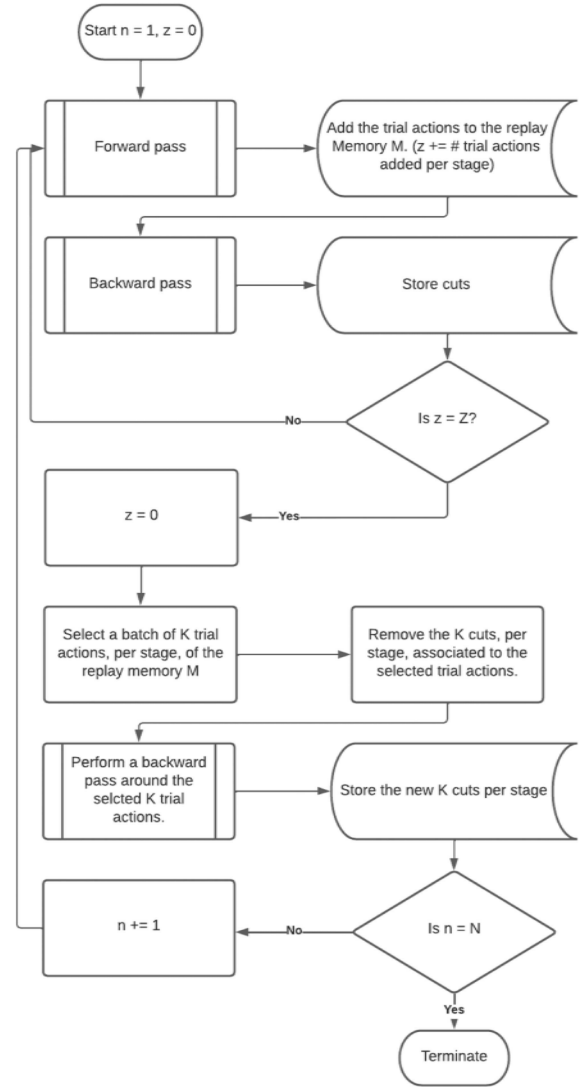 Start n = 1, z = 0
Forward pass
Add the trial actions to the replay
Memory M. (z += # trial actions
added per stage)
Backward pass
Store cuts
Is z = Z?
No
Yes
z = 0
Select a batch of K trial
actions, per stage, of the
replay memory M
Remove the K cuts, per
stage, associated to the
selected trial actions.
Perform a backward
pass around the
selcted K trial
actions.
Store the new K cuts per stage
Is n = N
No
n += 1
Yes
Terminate